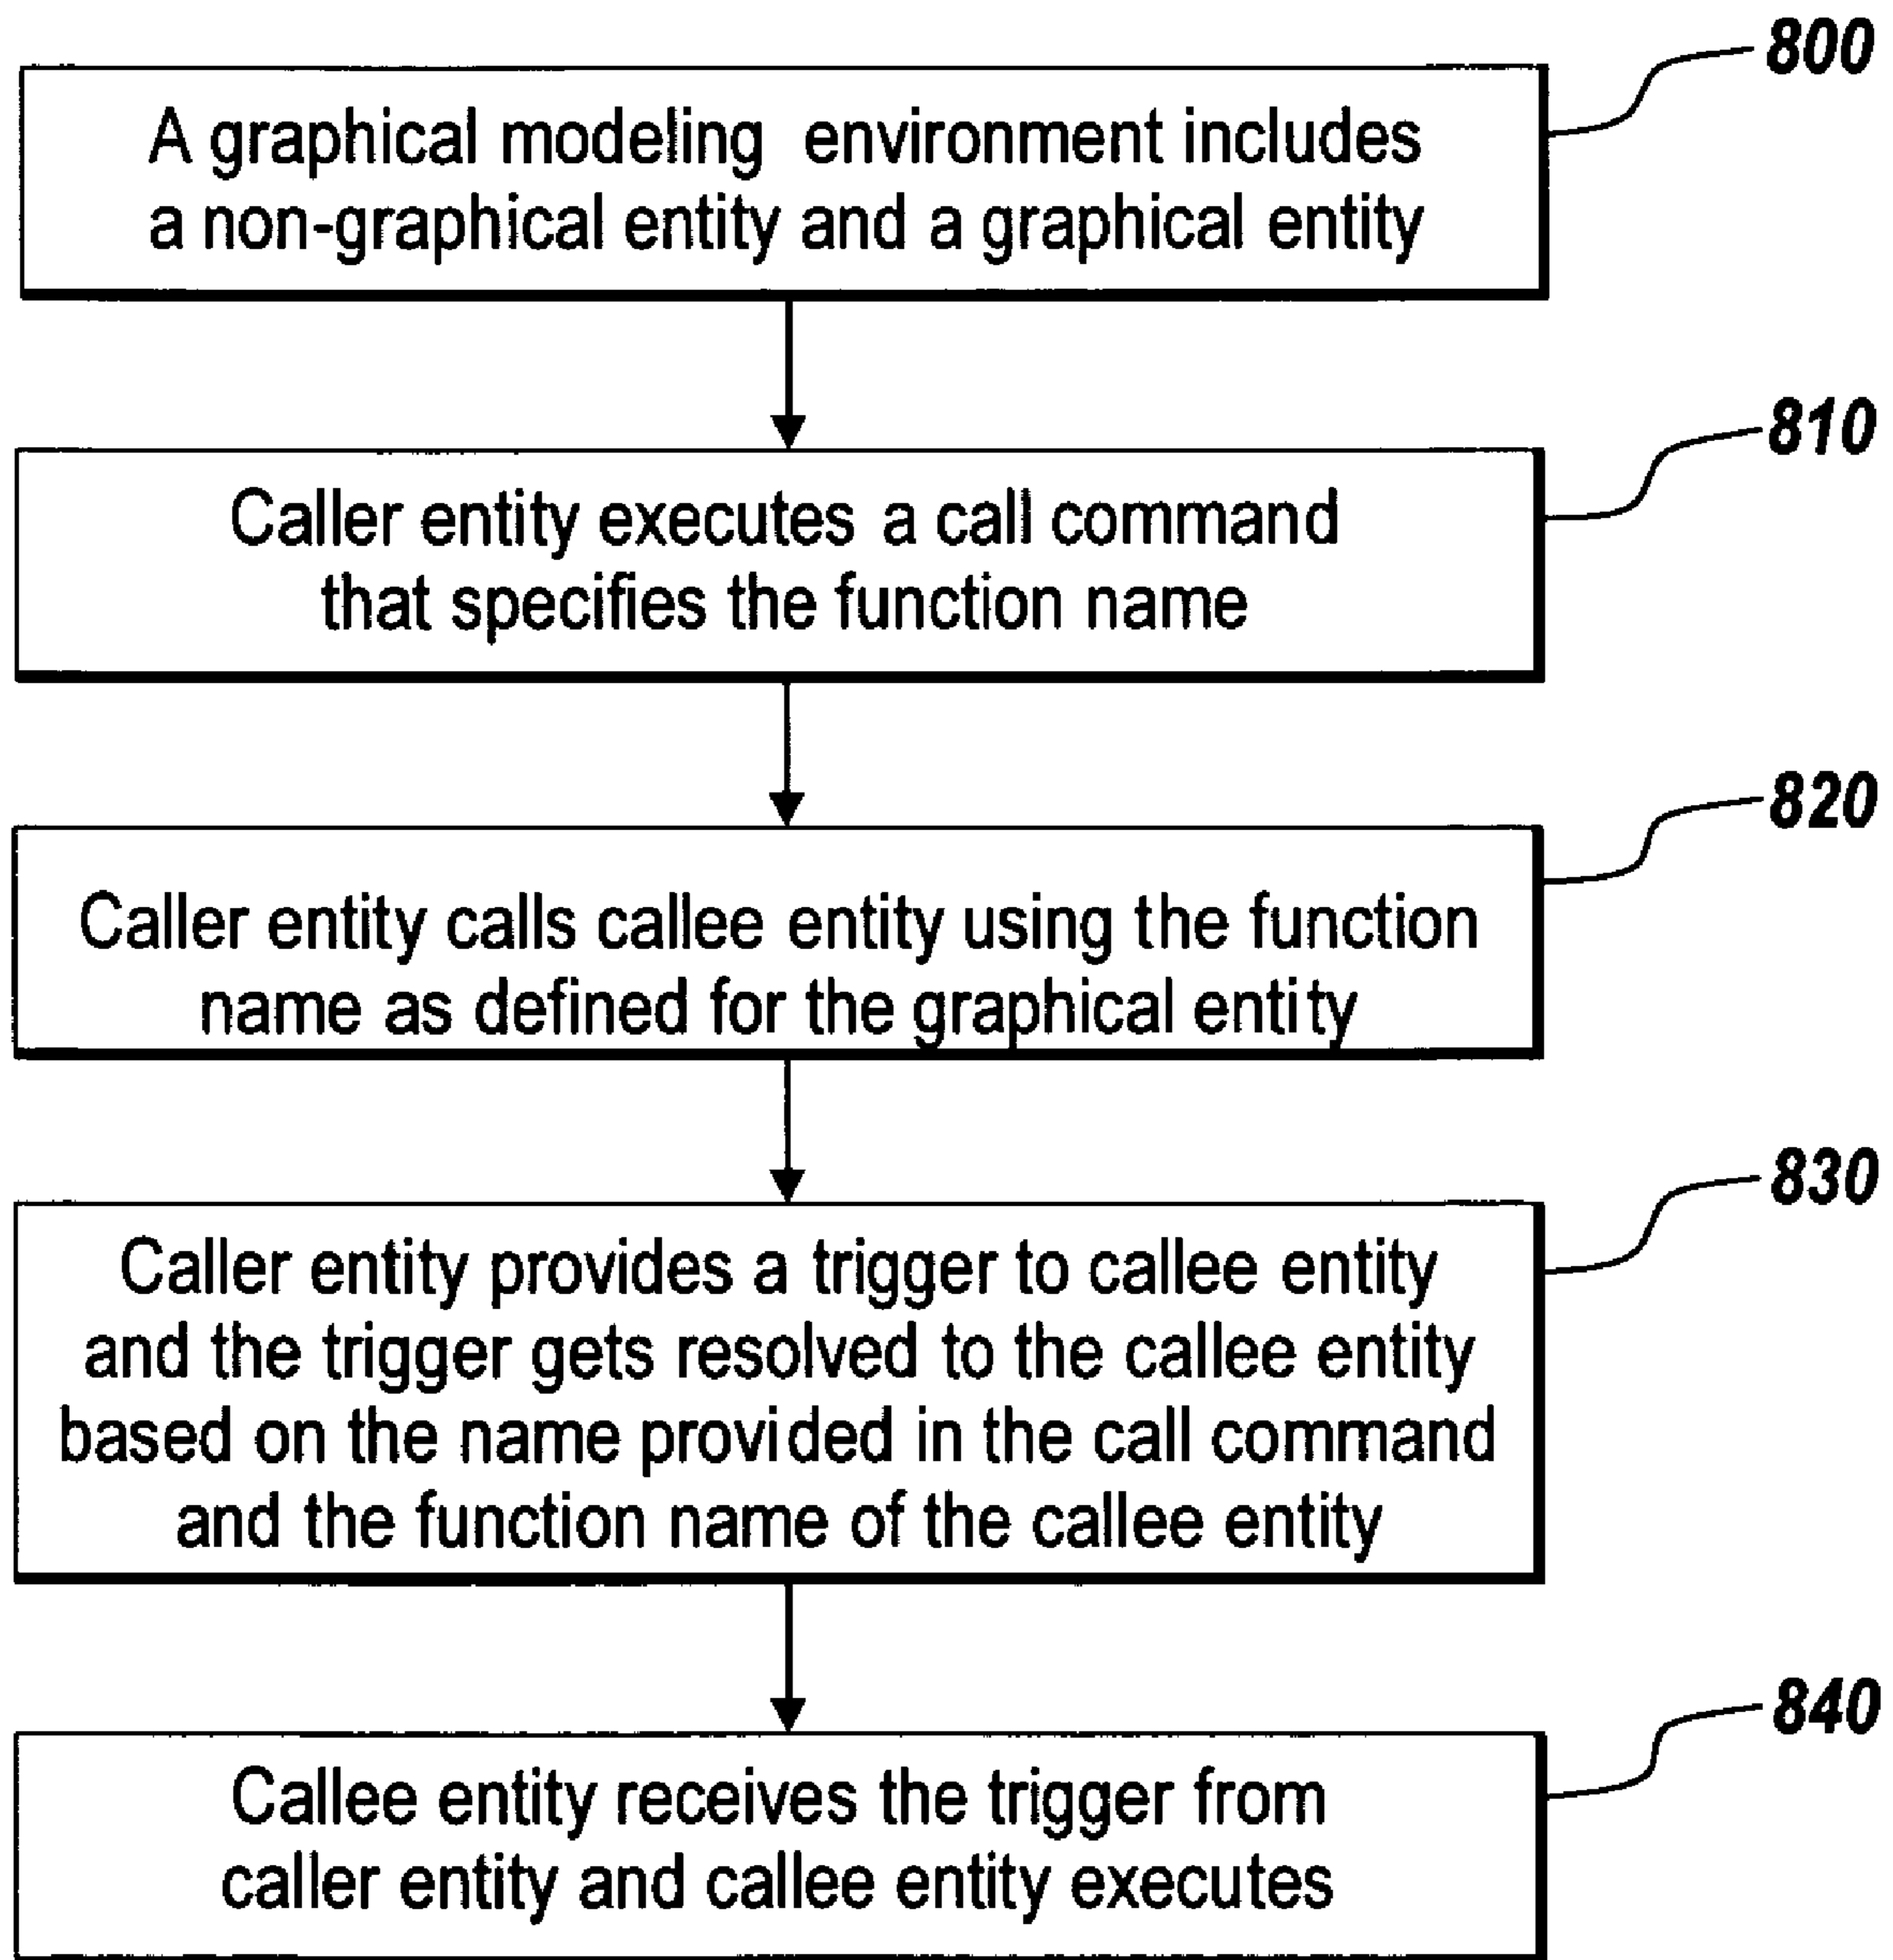 800
A graphical modeling environment includes
a non-graphical entity and a graphical entity
810
Caller entity executes a call command
that specifies the function name
820
Caller entity calls callee entity using the function
name as defined for the graphical entity
830
Caller entity provides a trigger to callee entity
and the trigger gets resolved to the callee entity
based on the name provided in the call command
and the function name of the callee entity
840
Callee entity receives the trigger from
caller entity and callee entity executes